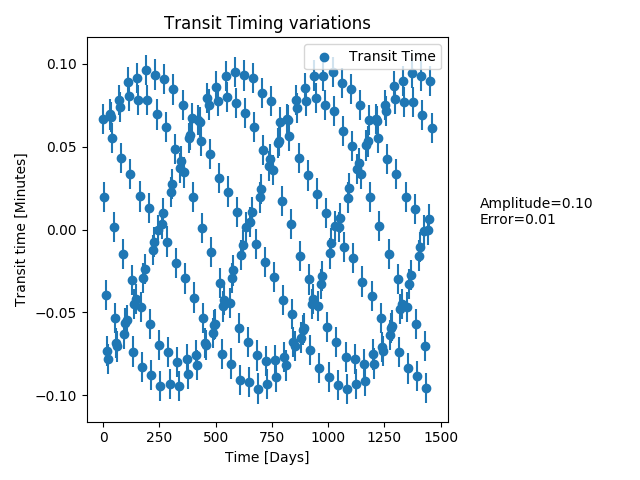 Transit Timing variations
Transit Time
0.10
0.05
0.00
−0.05
−0.10
Transit time [Minutes]
0
250
500
750
1000
1250
1500
Time [Days]
Amplitude=0.10
Error=0.01